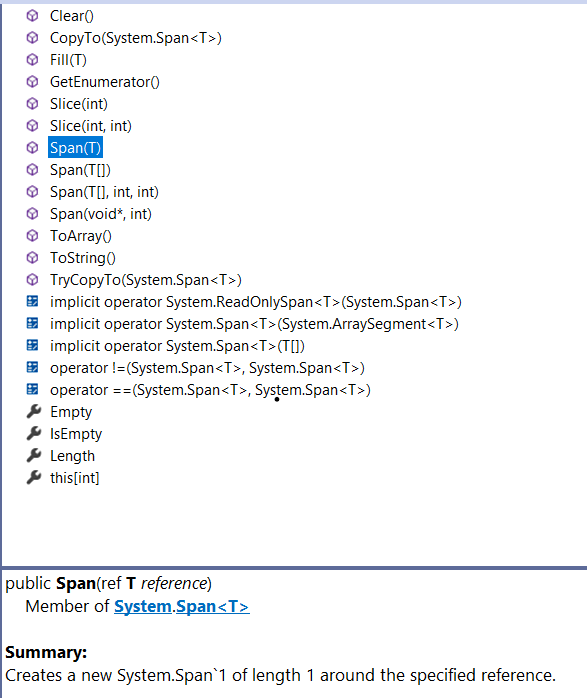 Clear()
CopyTo(System.Span<T>)
Fill(T)
GetEnumerator()
Slice(int)
Slice(int, int)
Span(T)
Span(T[])
Span(T[], int, int)
Span(void*, int)
ToArray()
ToString()
TryCopyTo(System.Span<T>)
implicit operator System.ReadOnlySpan<T>(System.Span<T>)
implicit operator System.Span<T>(System.ArraySegment<T>)
implicit operator System.Span<T>(T[])
operator !=(System.Span<T>, System.Span<T>)
operator ==(System.Span<T>, System.Span<T>)
Empty
IsEmpty
Length
this[int]
public Span(ref T reference)
Member of System.Span<T>
Summary:
Creates a new System.Span`1 of length 1 around the specified reference.